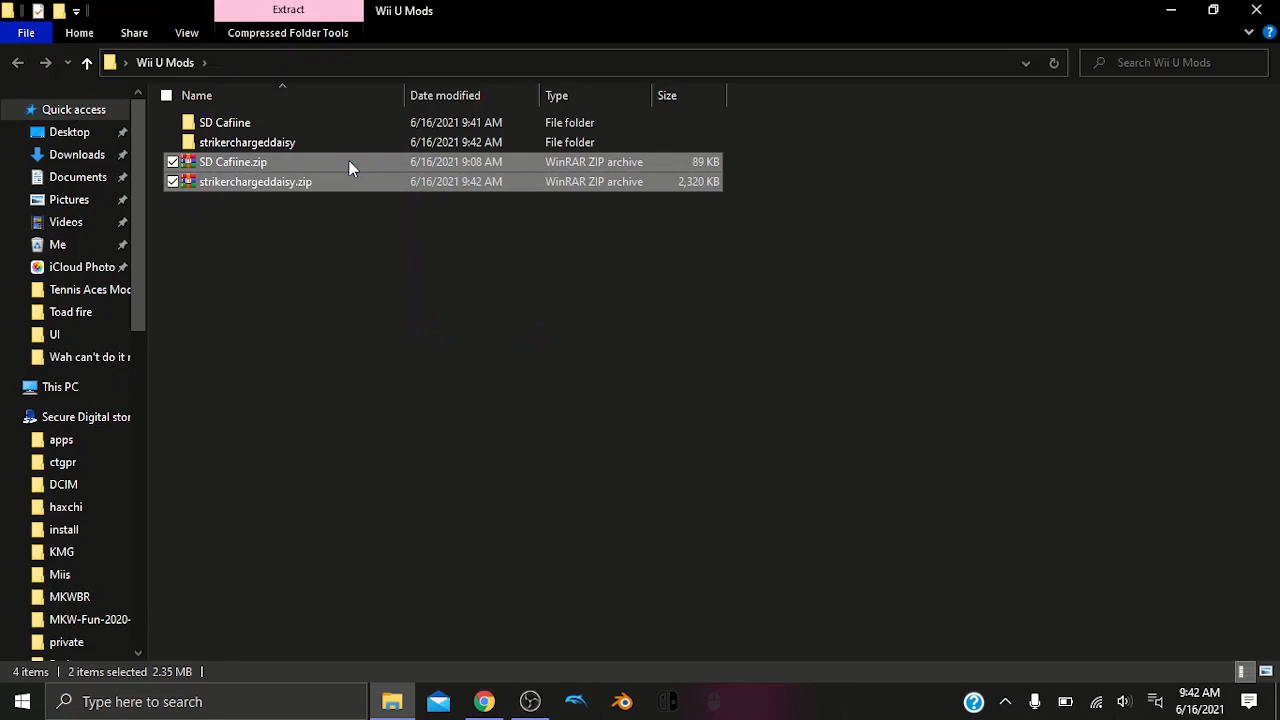 Extract
Wii U Mods
File
Home
Share
View
Compressed Folder Tools
Wii U Mods
Search Wii U Mods
Name
Date modified
Type
Size
SD Cafiine
6/16/2021 9:41 AM
File folder
strikerchargeddaisy
6/16/2021 9:42 AM
File folder
SD Cafiine.zip
6/16/2021 9:08 AM
WinRAR ZIP archive
89 KB
strikerchargeddaisy.zip
6/16/2021 9:42 AM
WinRAR ZIP archive
2,320 KB
Quick access
Desktop
Downloads
Documents
Pictures
Videos
Me
iCloud Photo
Tennis Aces Mod
Toad fire
UI
Wah can't do it r
This PC
Secure Digital stor
apps
ctgpr
DCIM
haxchi
install
KMG
Miis
MKWBR
MKW-Fun-2020-
private
4 items
2 items selected 2.35 MB
Type here to search
9:42 AM
6/16/2021